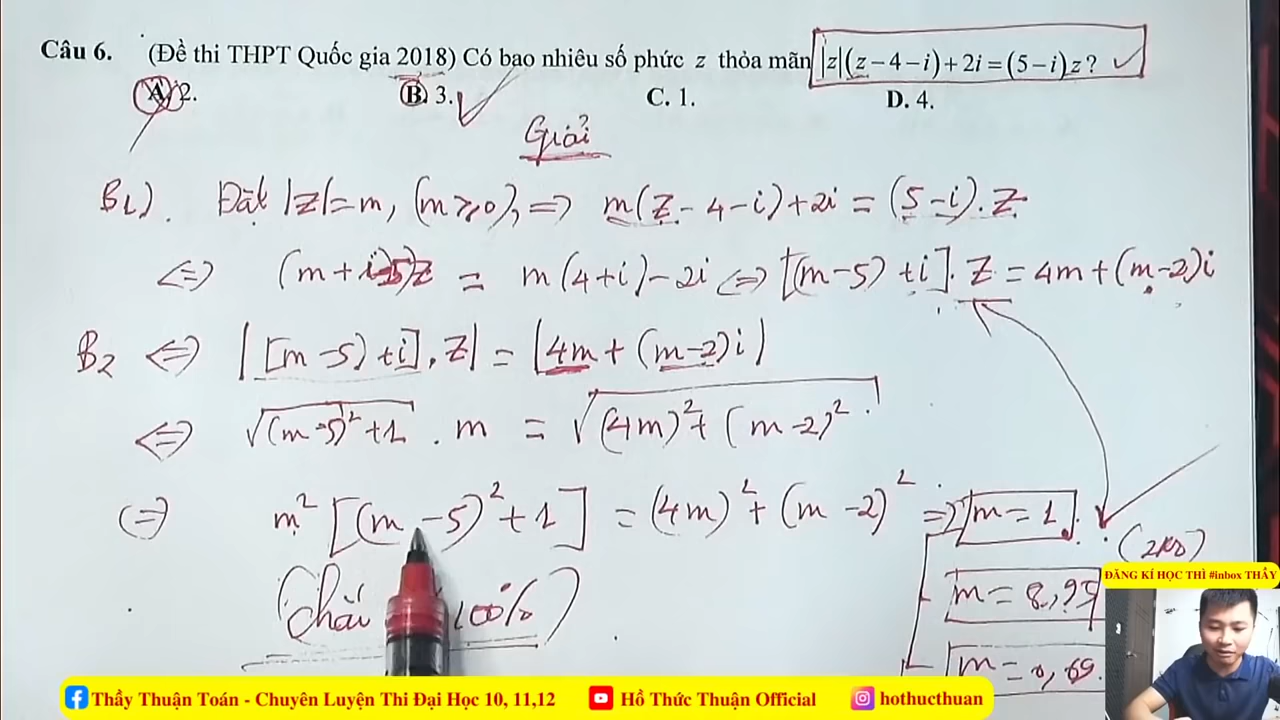 Câu 6. (Đề thi THPT Quốc gia 2018) Có bao nhiêu số phức z thỏa mãn |z|(z−4−i)+2i=(5−i)z?
A. 2. B. 3. C. 1. D. 4.
Giải
B1). Đặt |z|=m, (m≥0), => m(z-4-i)+2i = (5-i).z
<=> (m+i-5)z = m(4+i)-2i <=> [(m-5)+i].z = 4m+(m-2)i
B2 <=> |[m-5)+i].z| = |4m+(m-2)i|
<=> √(m-5)²+1 . m = √(4m)²+(m-2)²
<=> m²[(m-5)²+1] = (4m)²+(m-2)² => m=1.
m=8,95
m=0,69.
100%)
ĐĂNG KÍ HỌC THÌ #inbox THẦY
Thầy Thuận Toán - Chuyên Luyện Thi Đại Học 10, 11,12
Hồ Thức Thuận Official
hothucthuan